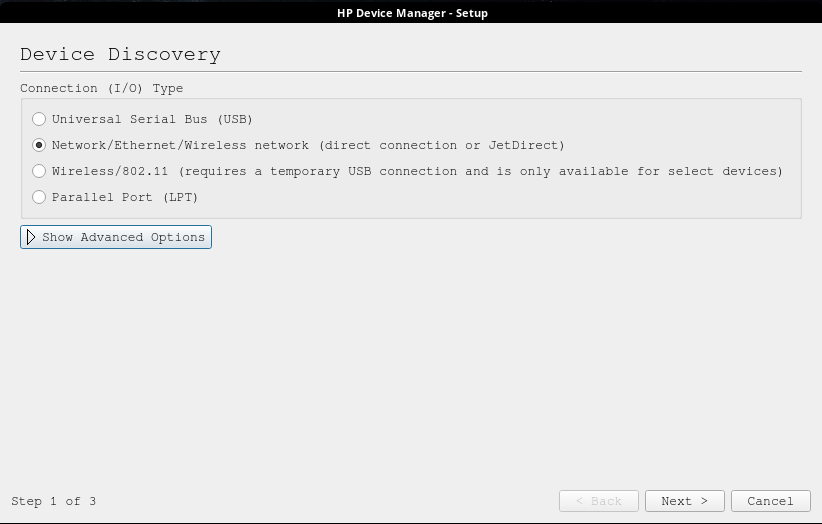 HP Device Manager - Setup
Device Discovery
Connection (I/O) Type
Universal Serial Bus (USB)
Network/Ethernet/Wireless network (direct connection or JetDirect)
Wireless/802.11 (requires a temporary USB connection and is only available for select devices)
Parallel Port (LPT)
Show Advanced Options
Step 1 of 3 < Back Next > Cancel